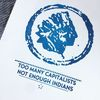 TOO MANY CAPITALISTS
NOT ENOUGH INDIANS